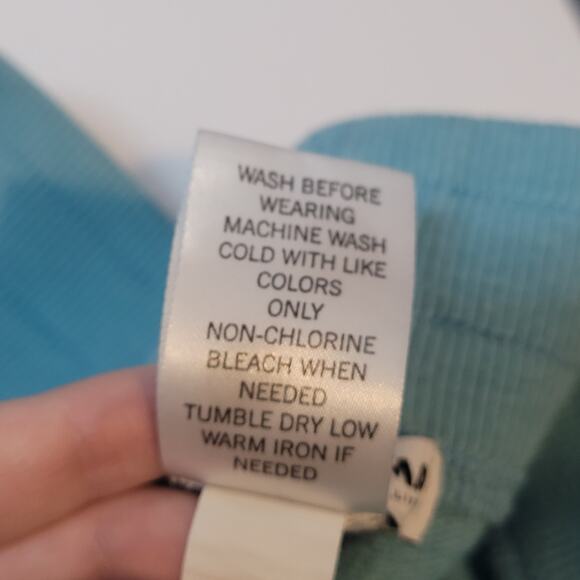 WASH BEFORE
WEARING
MACHINE WASH
COLD WITH LIKE
COLORS
ONLY
NON-CHLORINE
BLEACH WHEN
NEEDED
TUMBLE DRY LOW
WARM IRON IF
NEEDED